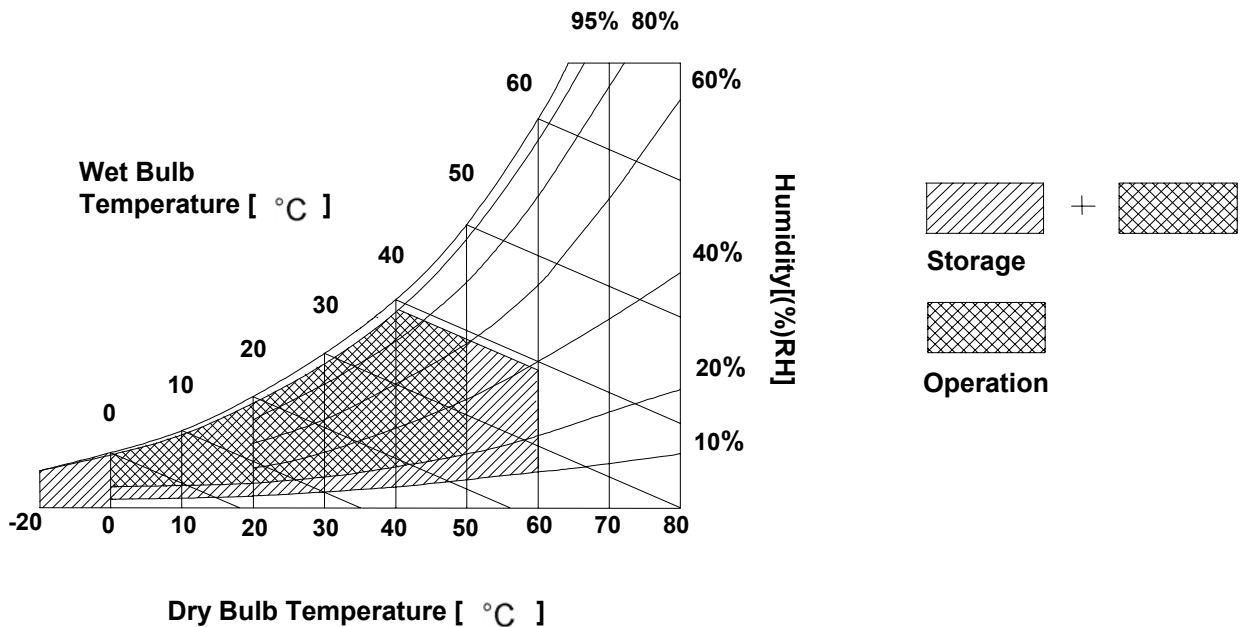 95% 80%
60
60%
Wet Bulb
Temperature [ °C ]
50
40
40%
30
20
20%
10
0
10%
Humidity[(%)RH]
-20 0 10 20 30 40 50 60 70 80
Dry Bulb Temperature [ °C ]
+
Storage
Operation